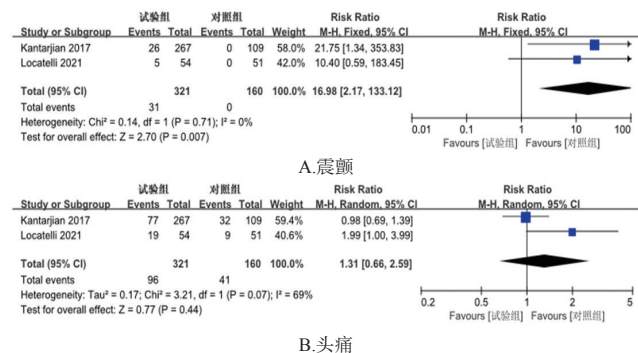 试验组 对照组 Risk Ratio Risk Ratio
Study or Subgroup Events Total Events Total Weight M-H, Fixed, 95% CI M-H, Fixed, 95% CI
Kantarjian 2017 26 267 0 109 58.0% 21.75 [1.34, 353.83]
Locatelli 2021 5 54 0 51 42.0% 10.40 [0.59, 183.45]
Total (95% CI) 321 160 100.0% 16.98 [2.17, 133.12]
Total events 31 0
Heterogeneity: Chi² = 0.14, df = 1 (P = 0.71); I² = 0%
Test for overall effect: Z = 2.70 (P = 0.007)
0.01 0.1 1 10 100
Favours [试验组] Favours [对照组]
A.震颤
试验组 对照组 Risk Ratio Risk Ratio
Study or Subgroup Events Total Events Total Weight M-H, Random, 95% CI M-H, Random, 95% CI
Kantarjian 2017 77 267 32 109 59.4% 0.98 [0.69, 1.39]
Locatelli 2021 19 54 9 51 40.6% 1.99 [1.00, 3.99]
Total (95% CI) 321 160 100.0% 1.31 [0.66, 2.59]
Total events 96 41
Heterogeneity: Tau² = 0.17; Chi² = 3.21, df = 1 (P = 0.07); I² = 69%
Test for overall effect: Z = 0.77 (P = 0.44)
0.2 0.5 1 2 5
Favours [试验组] Favours [对照组]
B.头痛